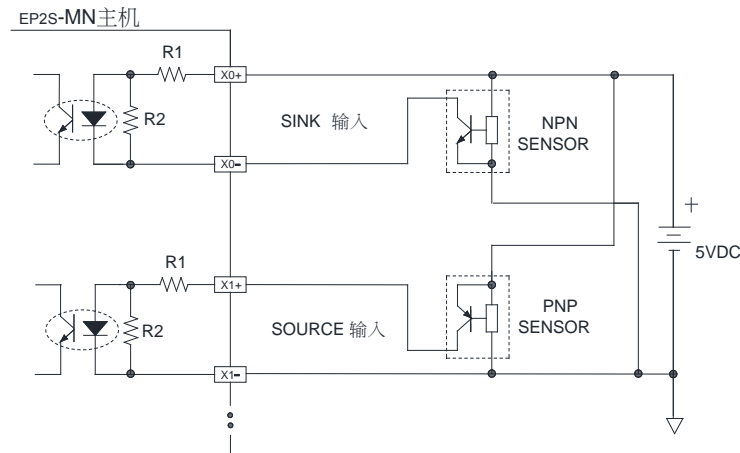 EP2S-MN主机
R1
X0+
R2
SINK 输入
NPN
SENSOR
X0-
+
5VDC
R1
X1+
R2
SOURCE 输入
PNP
SENSOR
X1-